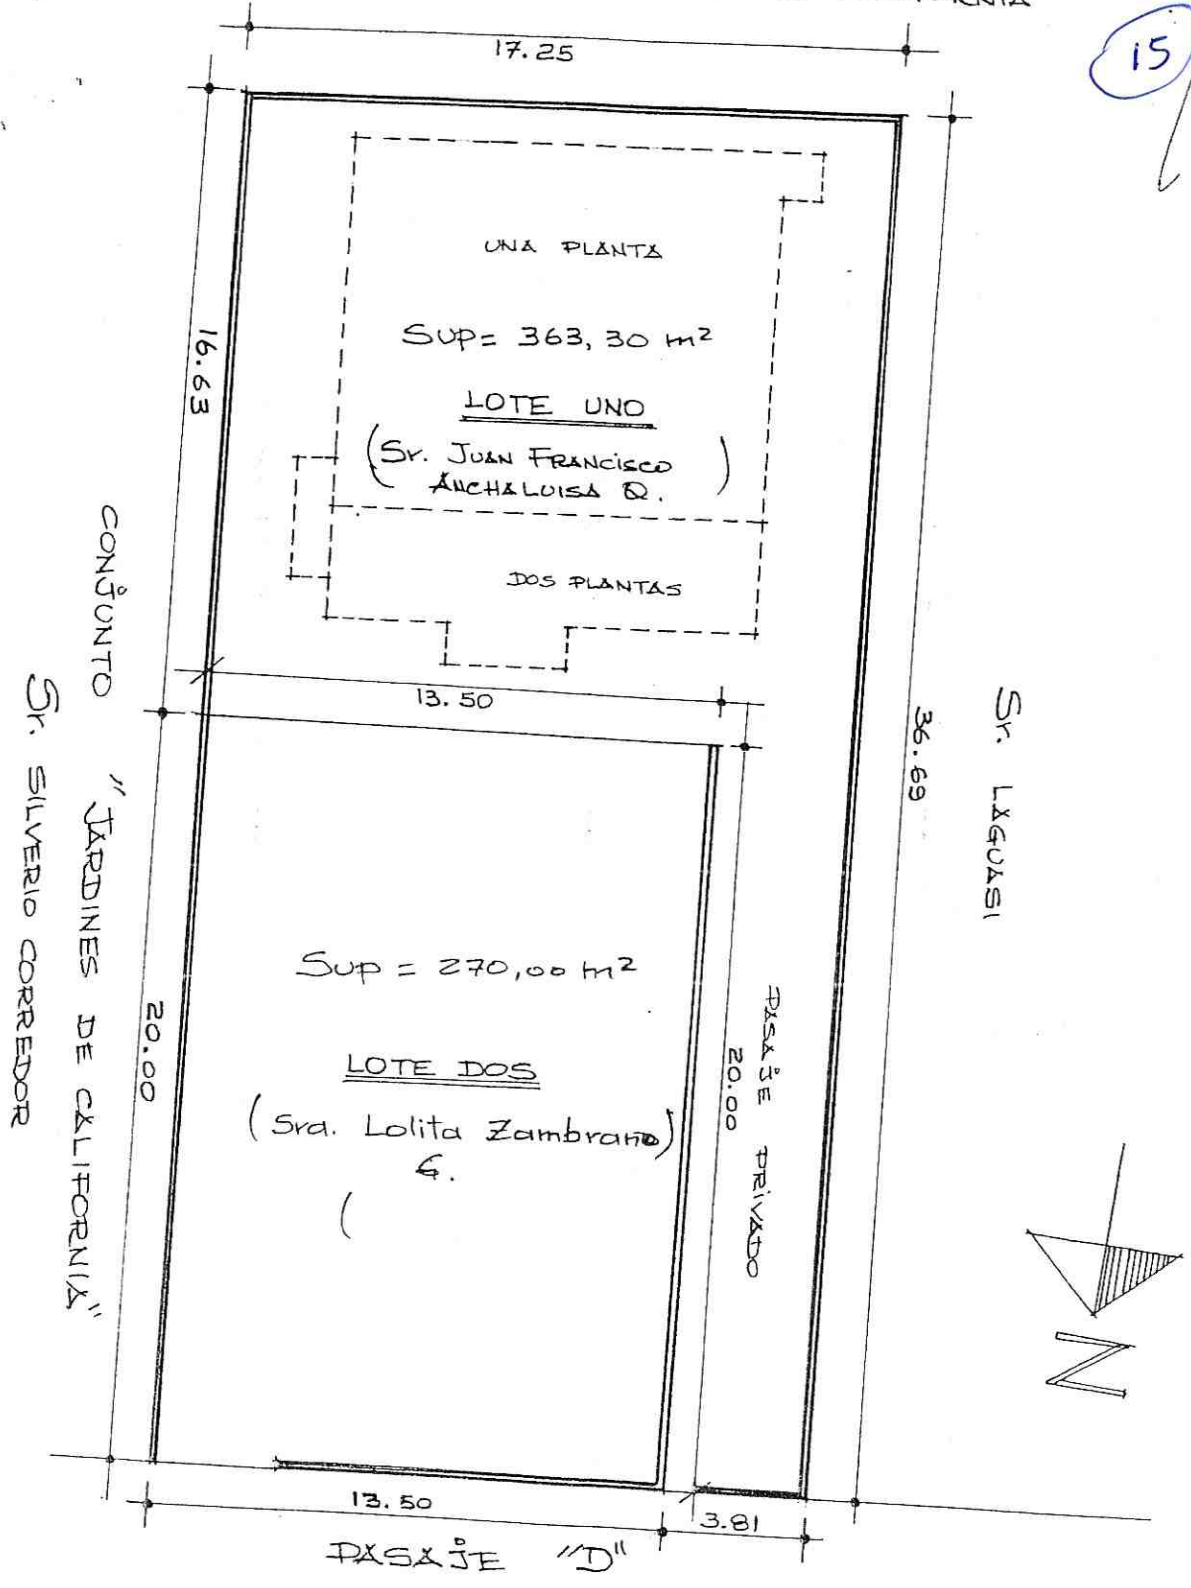 15
17.25
16.63
UNA PLANTA
Sup= 363,30 m²
LOTE UNO
(Sr. JUAN FRANCISCO
ANCHALUISA Q. )
DOS PLANTAS
13.50
36.69
Sr. LAGUASI
CONJUNTO "JARDINES DE CALIFORNIA"
Sr. SILVERIO CORREDOR
20.00
Sup = 270,00 m²
LOTE DOS
(Sra. Lolita Zambrano)
G.
(
20.00
PASAJE PRIVADO
N
13.50
3.81
PASAJE "D"